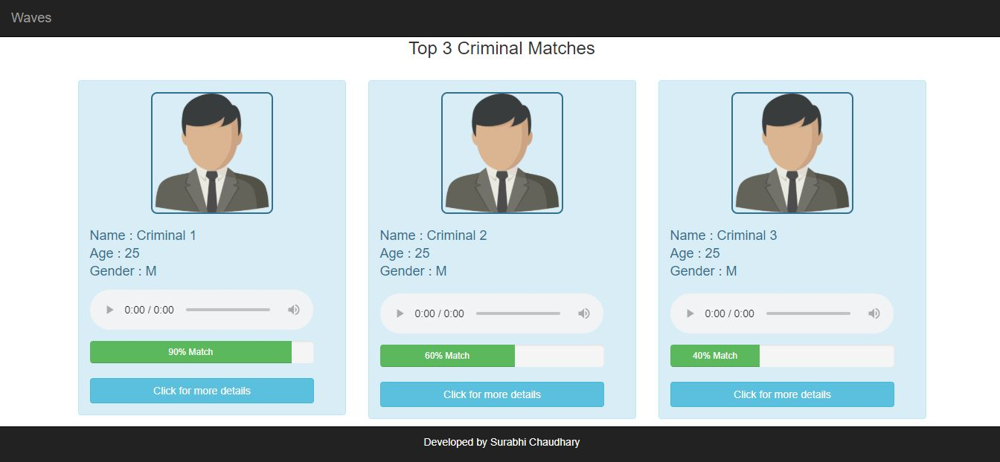 Waves
Top 3 Criminal Matches
Name : Criminal 1
Age : 25
Gender : M
0:00 / 0:00
90% Match
Click for more details
Name : Criminal 2
Age : 25
Gender : M
0:00 / 0:00
60% Match
Click for more details
Name : Criminal 3
Age : 25
Gender : M
0:00 / 0:00
40% Match
Click for more details
Developed by Surabhi Chaudhary